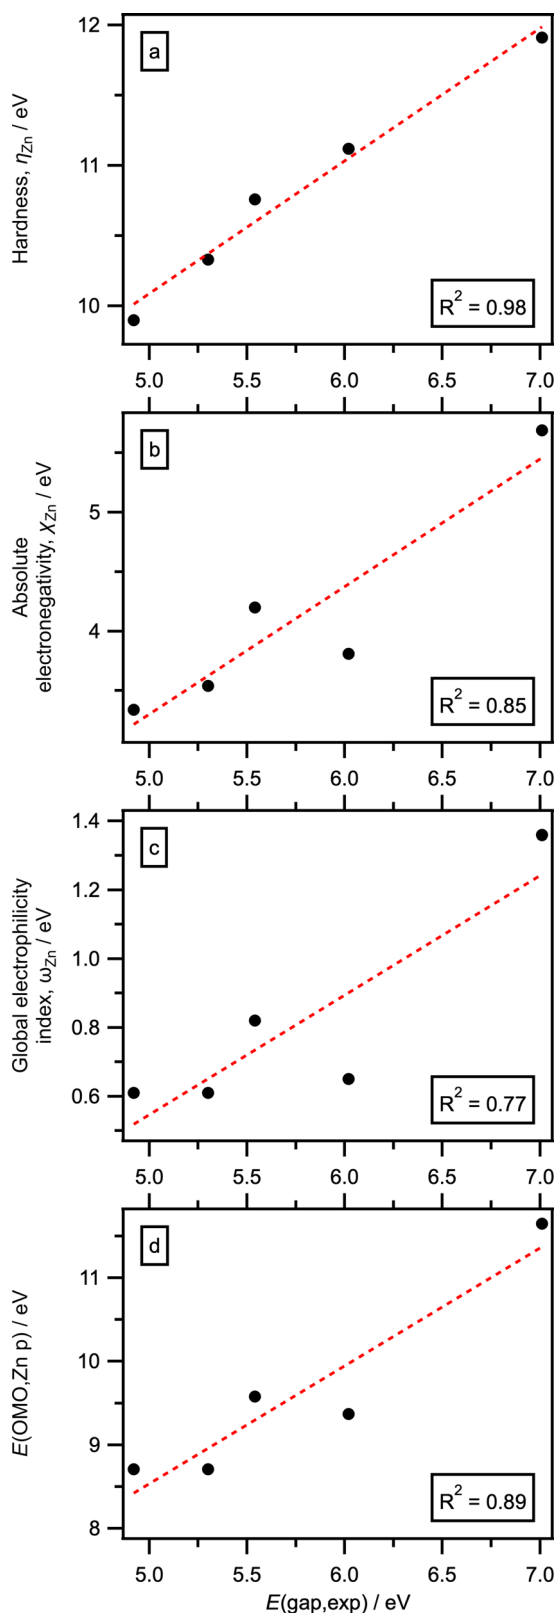 a
12
11
10
Hardness, ηZn / eV
R² = 0.98
5.0 5.5 6.0 6.5 7.0
b
5
4
Absolute
electronegativity, χZn / eV
R² = 0.85
5.0 5.5 6.0 6.5 7.0
c
1.4
1.2
1.0
0.8
0.6
Global electrophilicity
index, ωZn / eV
R² = 0.77
5.0 5.5 6.0 6.5 7.0
d
11
10
9
8
E(OMO,Zn p) / eV
R² = 0.89
5.0 5.5 6.0 6.5 7.0
E(gap,exp) / eV